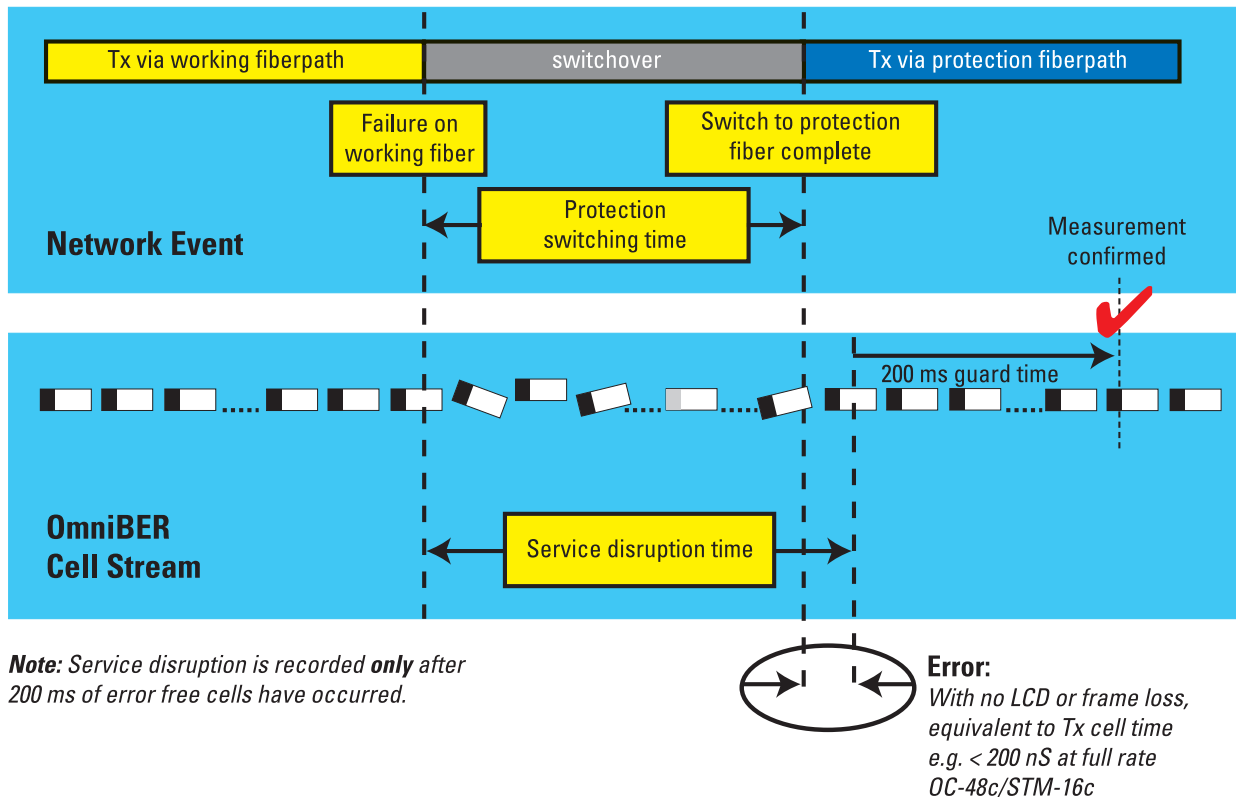 Tx via working fiberpath
switchover
Tx via protection fiberpath
Failure on
working fiber
Switch to protection
fiber complete
Protection
switching time
Network Event
Measurement
confirmed
200 ms guard time
OmniBER
Cell Stream
Service disruption time
Note: Service disruption is recorded only after
200 ms of error free cells have occurred.
Error:
With no LCD or frame loss,
equivalent to Tx cell time
e.g. < 200 nS at full rate
OC-48c/STM-16c